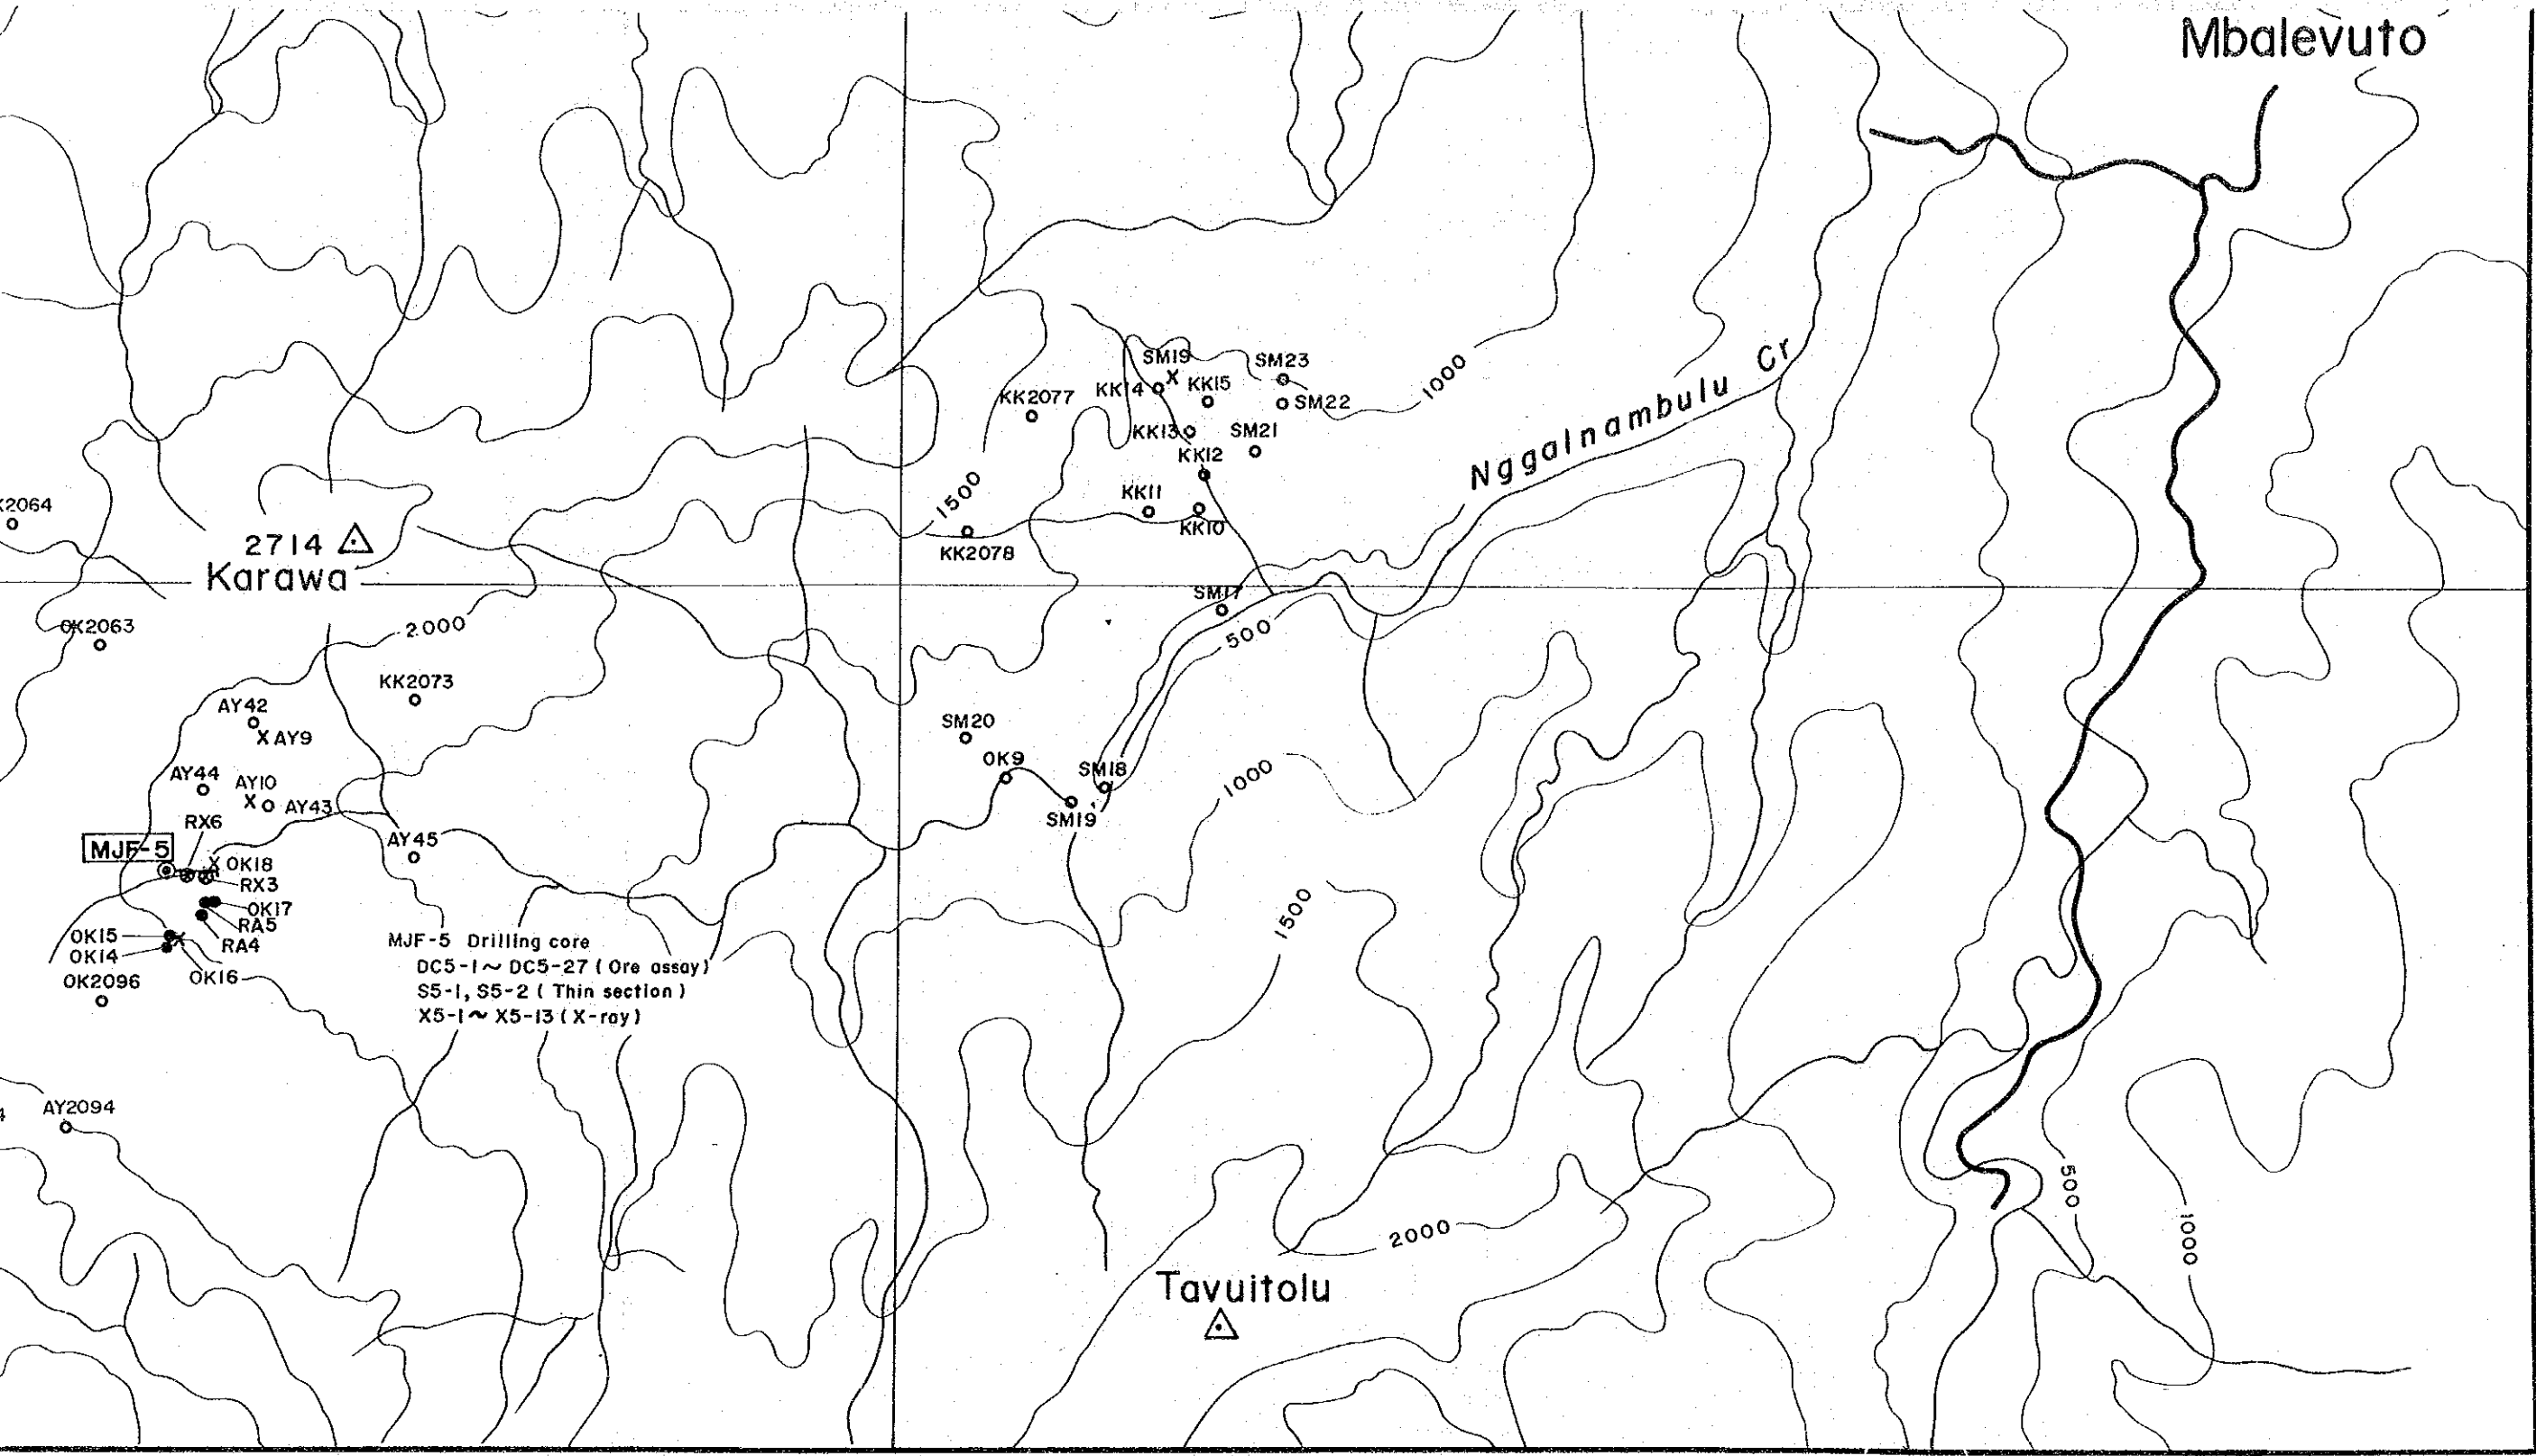 Mbalevuto
SM19
SM23
KK14
KK15
SM22
KK2077
1000
Nggalnambulu Cr
KK13
SM21
KK12
1500
KK11
KK10
KK2078
2064
2714
Karawa
SM17
500
OK2063
2000
KK2073
AY42
AY9
SM20
OK9
SM18
SM19
1000
AY44
AY10
AY43
RX6
MJF-5
AY45
OK18
RX3
OK17
RA5
RA4
OK15
OK14
OK16
OK2096
1500
MJF-5 Drilling core
DC5-1~DC5-27 (Ore assay)
S5-1, S5-2 (Thin section)
X5-1~X5-13 (X-ray)
4
AY2094
500
1000
2000
Tavuitolu